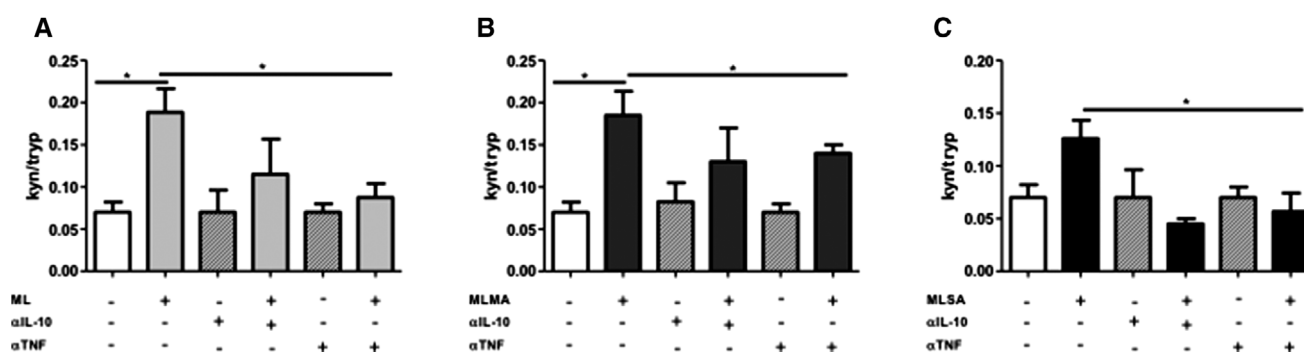 A
B
C
kyn/tryp
0.25
0.20
0.15
0.10
0.05
0.00
*
*
ML - + - + - +
αIL-10 - - + + - -
αTNF - - - - + +
kyn/tryp
0.25
0.20
0.15
0.10
0.05
0.00
*
*
MLMA - + - + - +
αIL-10 - - + + - -
αTNF - - - - + +
kyn/tryp
0.20
0.15
0.10
0.05
0.00
*
MLSA - + - + - +
αIL-10 - - + + - -
αTNF - - - - + +